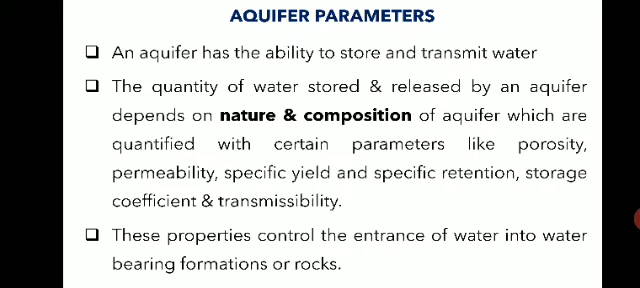 AQUIFER PARAMETERS
❑ An aquifer has the ability to store and transmit water
❑ The quantity of water stored & released by an aquifer
depends on nature & composition of aquifer which are
quantified with certain parameters like porosity,
permeability, specific yield and specific retention, storage
coefficient & transmissibility.
❑ These properties control the entrance of water into water
bearing formations or rocks.